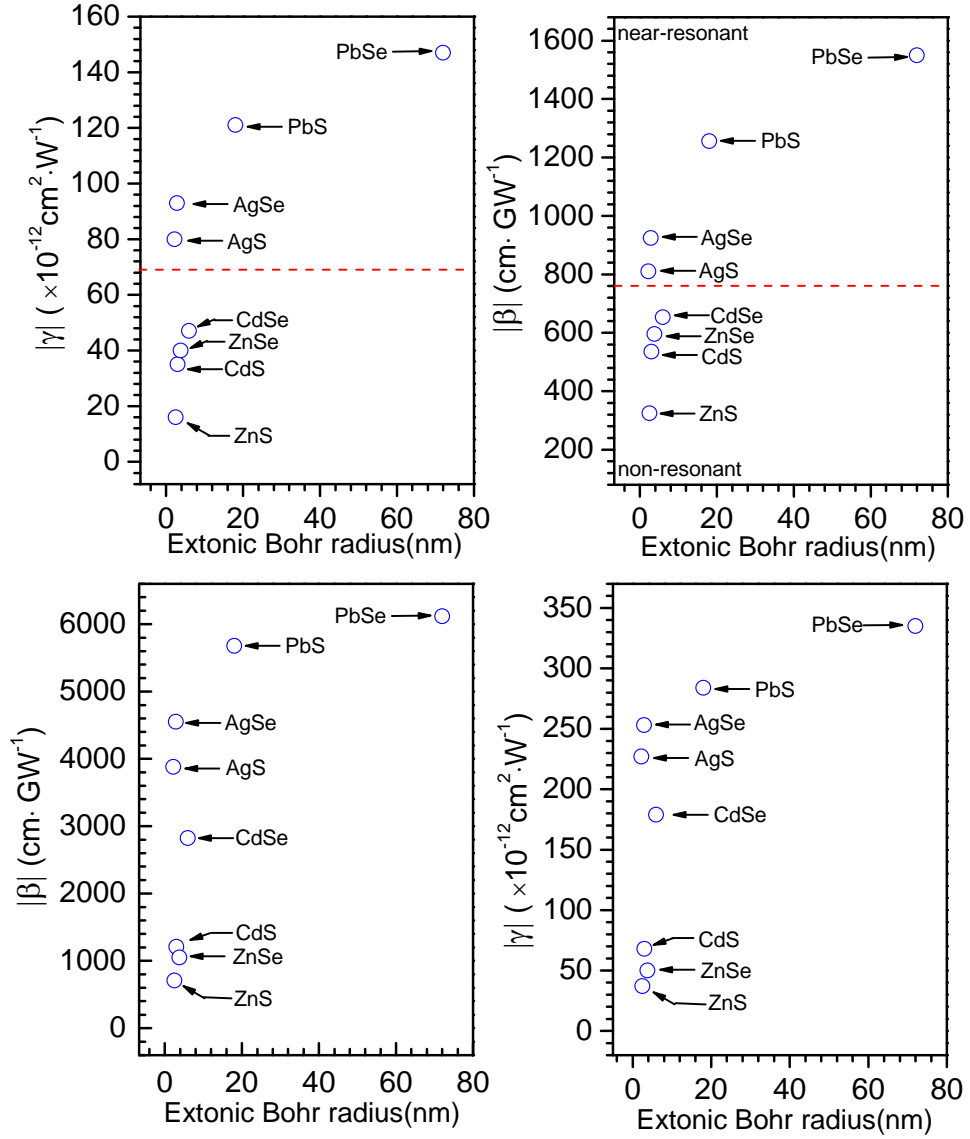 160
140
120
100
80
60
40
20
0
|γ| ( ×10⁻¹²cm²·W⁻¹)
PbSe
PbS
AgSe
AgS
CdSe
ZnSe
CdS
ZnS
0 20 40 60 80
Extonic Bohr radius(nm)
near-resonant
1600
1400
1200
1000
800
600
400
200
|β| (cm· GW⁻¹)
PbSe
PbS
AgSe
AgS
CdSe
ZnSe
CdS
ZnS
non-resonant
0 20 40 60 80
Extonic Bohr radius(nm)
6000
5000
4000
3000
2000
1000
0
|β| (cm· GW⁻¹)
PbSe
PbS
AgSe
AgS
CdSe
CdS
ZnSe
ZnS
0 20 40 60 80
Extonic Bohr radius(nm)
350
300
250
200
150
100
50
0
|γ| ( ×10⁻¹²cm²·W⁻¹)
PbSe
PbS
AgSe
AgS
CdSe
CdS
ZnSe
ZnS
0 20 40 60 80
Extonic Bohr radius(nm)